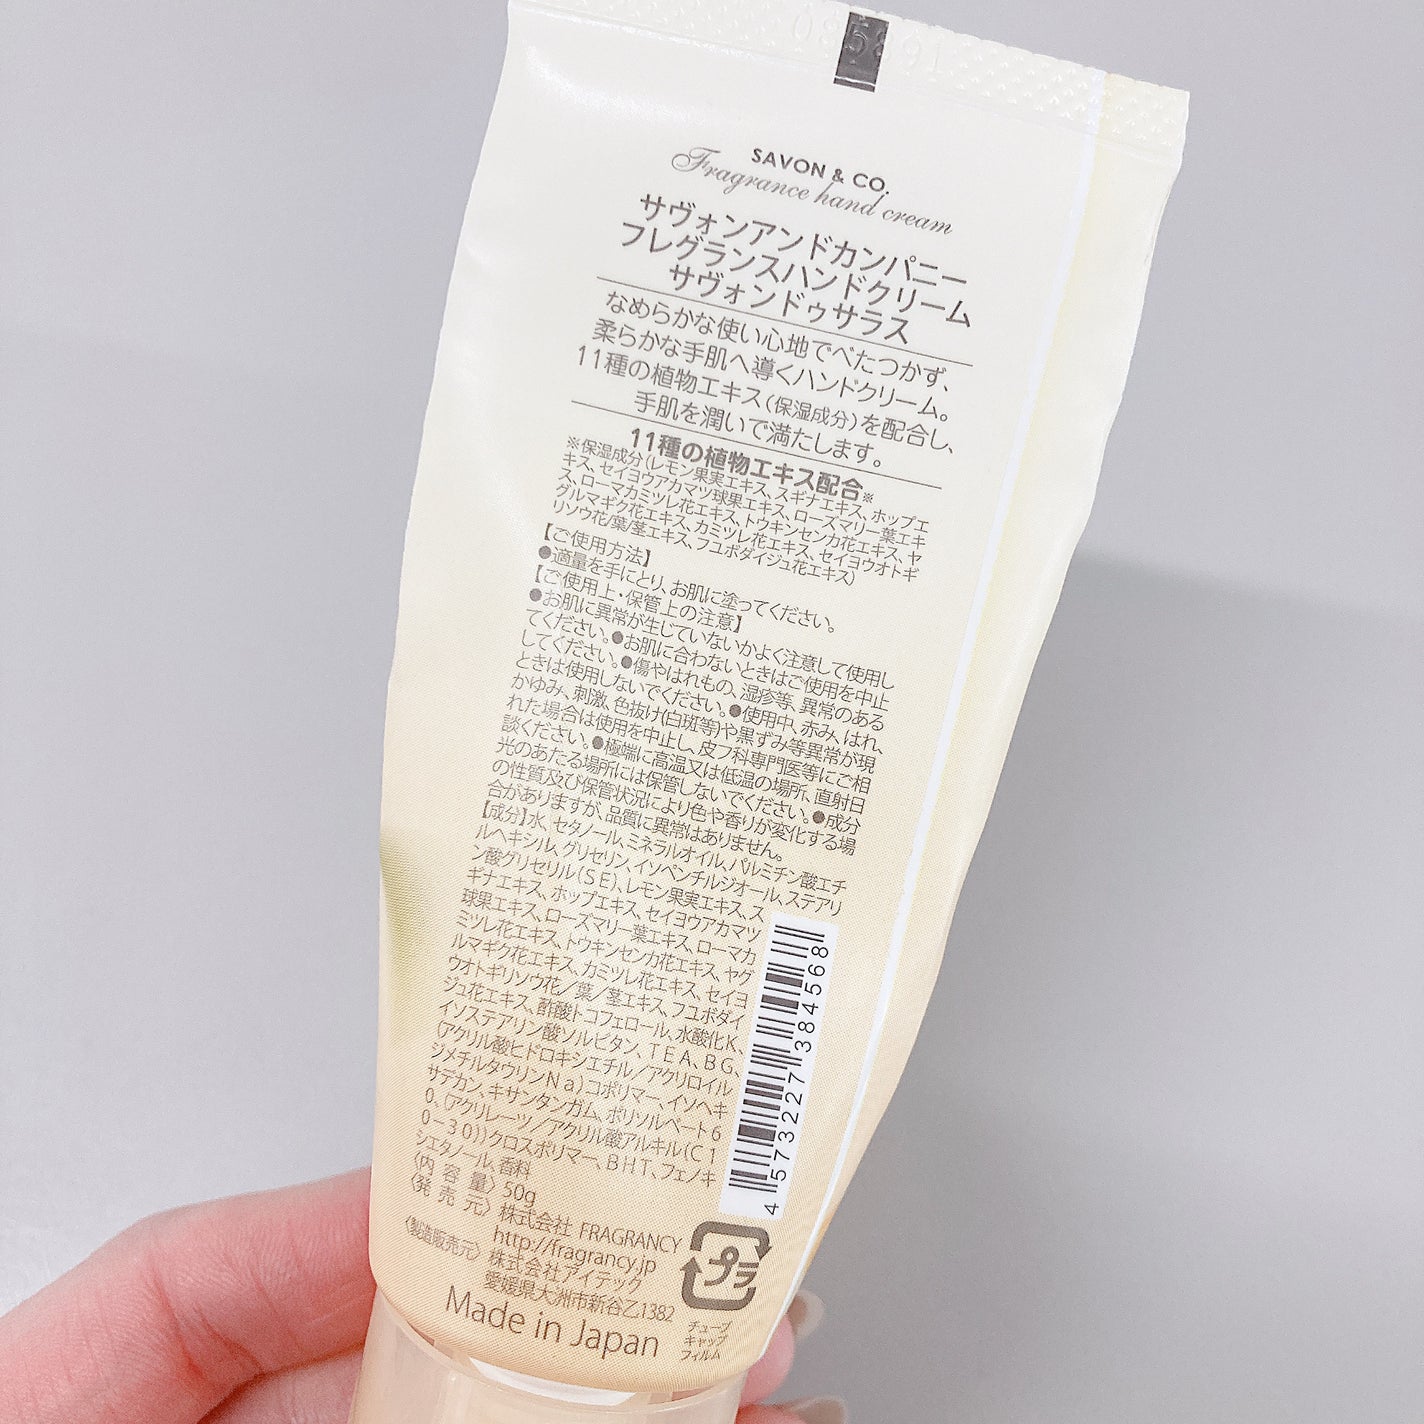 SAVON & CO.
Fragrance hand cream
サヴォンアンドカンパニー
フレグランスハンドクリーム
サヴォンドゥサラス
なめらかな使い心地でべたつかず、
柔らかな手肌へ導くハンドクリーム。
11種の植物エキス(保湿成分)を配合し、
手肌を潤いで満たします。
11種の植物エキス配合※
※保湿成分(レモン果実エキス、スギナエキス、ホップエ
キス、セイヨウアカマツ球果エキス、ローズマリー葉エキ
ス、ローマカミツレ花エキス、トウキンセンカ花エキス、ヤ
グルマギク花エキス、カミツレ花エキス、セイヨウオトギ
リソウ花/葉/茎エキス、フユボダイジュ花エキス)
【ご使用方法】
●適量を手にとり、お肌に塗ってください。
【ご使用上・保管上の注意】
●お肌に異常が生じていないかよく注意して使用し
てください。●お肌に合わないときはご使用を中止
してください。●傷やはれもの、湿疹等、異常のある
ときは使用しないでください。●使用中、赤み、はれ、
かゆみ、刺激、色抜け(白斑等)や黒ずみ等異常が現
れた場合は使用を中止し、皮フ科専門医等にご相
談ください。●極端に高温又は低温の場所、直射日
光のあたる場所には保管しないでください。●成分
の性質及び保管状況により色や香りが変化する場
合がありますが、品質に異常はありません。
【成分】水、セタノール、ミネラルオイル、パルミチン酸エチ
ルヘキシル、グリセリン、イソペンチルジオール、ステアリ
ン酸グリセリル(SE)、レモン果実エキス、ス
ギナエキス、ホップエキス、セイヨウアカマツ
球果エキス、ローズマリー葉エキス、ローマカ
ミツレ花エキス、トウキンセンカ花エキス、ヤグ
ルマギク花エキス、カミツレ花エキス、セイヨ
ウオトギリソウ花/葉/茎エキス、フユボダイ
ジュ花エキス、酢酸トコフェロール、水酸化K、
イソステアリン酸ソルビタン、TEA、BG、
(アクリル酸ヒドロキシエチル/アクリロイル
ジメチルタウリンNa)コポリマー、イソヘキ
サデカン、キサンタンガム、ポリソルベート6
0、(アクリレーツ/アクリル酸アルキル(C1
0-30))クロスポリマー、BHT、フェノキ
シエタノール、香料
〈内容量〉50g
〈発売元〉株式会社 FRAGRANCY
http://fragrancy.jp
〈製造販売元〉株式会社アイテック
愛媛県大洲市新谷乙1382
Made in Japan
4 573227 384568
プラ
チューブ
キャップ
フィルム